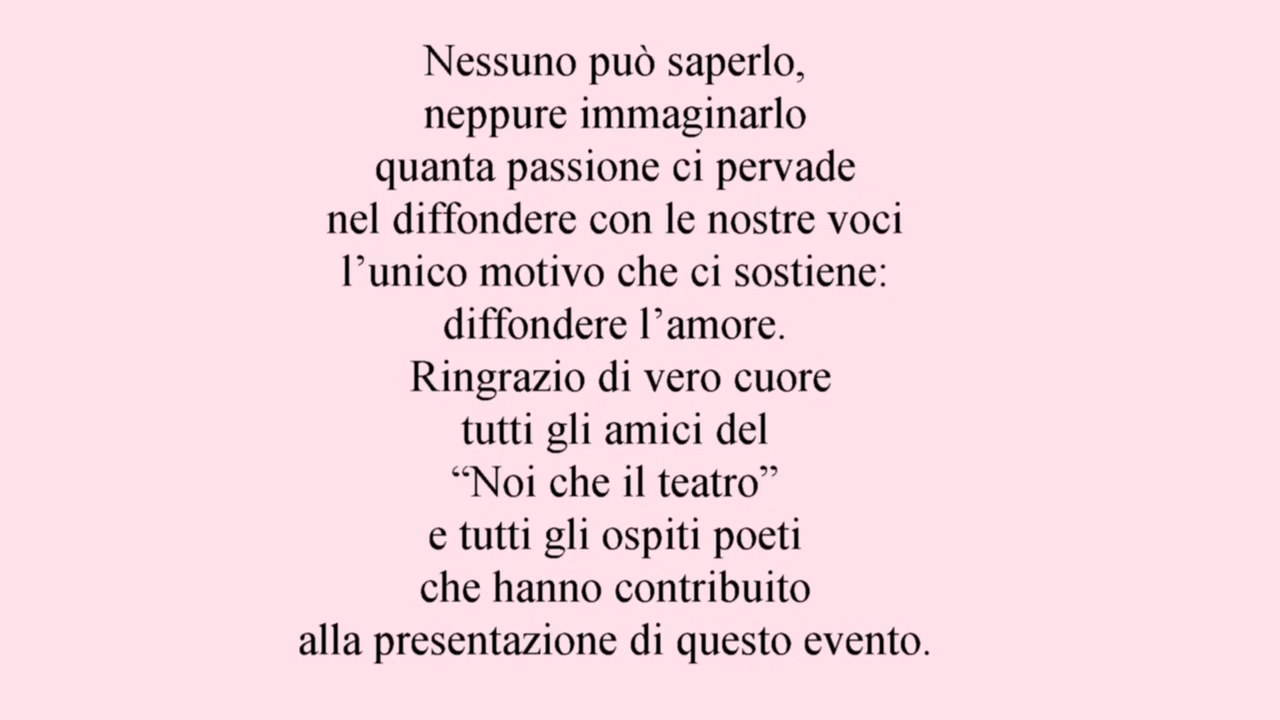 Nessuno può saperlo,
neppure immaginarlo
quanta passione ci pervade
nel diffondere con le nostre voci
l’unico motivo che ci sostiene:
diffondere l’amore.
Ringrazio di vero cuore
tutti gli amici del
“Noi che il teatro”
e tutti gli ospiti poeti
che hanno contribuito
alla presentazione di questo evento.